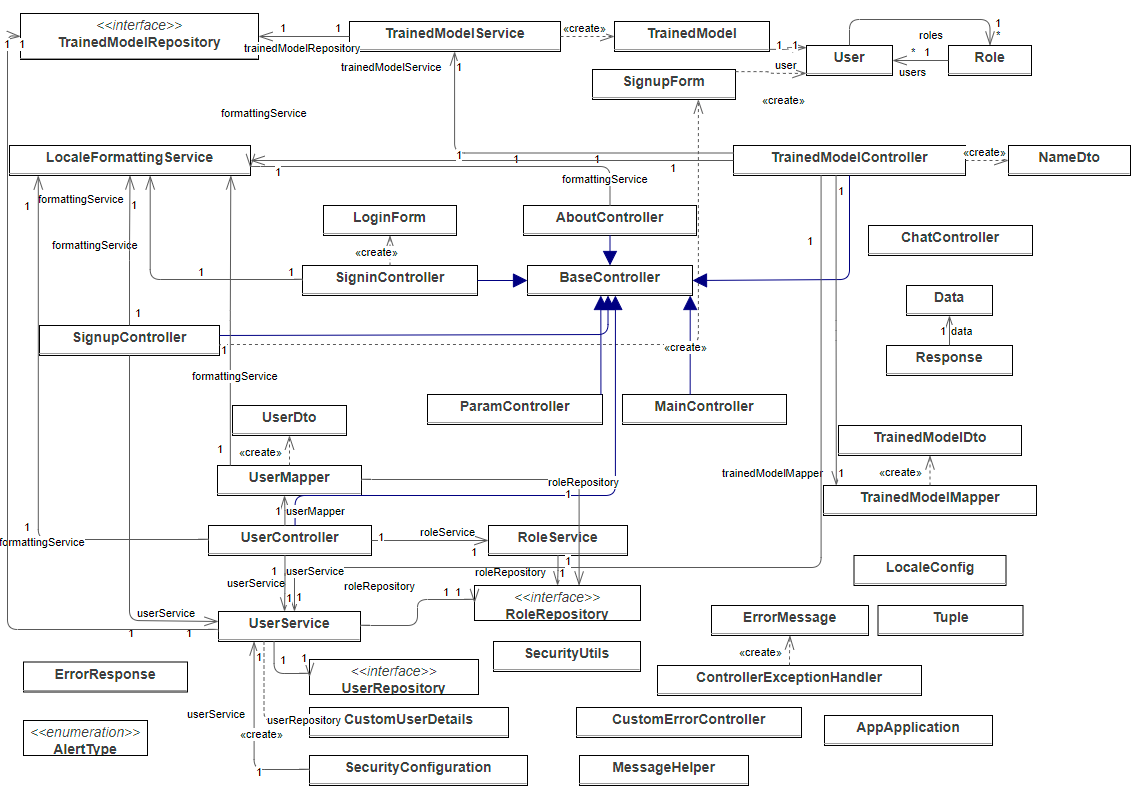 <<interface>>
TrainedModelRepository
1
1
1
1
trainedModelRepository
TrainedModelService
«create»
TrainedModel
1
1
user
User
roles
1
*
*
1
users
Role
trainedModelService
1
SignupForm
«create»
formattingService
LocaleFormattingService
1
1
1
1
1
TrainedModelController
«create»
NameDto
formattingService
formattingService
1
1
1
LoginForm
AboutController
ChatController
formattingService
«create»
1
1
1
SigninController
BaseController
Data
1
data
1
SignupController
1
«create»
Response
formattingService
ParamController
MainController
UserDto
TrainedModelDto
1
«create»
trainedModelMapper
1
«create»
UserMapper
roleRepository
1
TrainedModelMapper
1
userMapper
1
formattingService
UserController
1
roleService
1
RoleService
1
LocaleConfig
1
userService
userService
roleRepository
1
roleRepository
1
1
1
1
<<interface>>
RoleRepository
ErrorMessage
Tuple
userService
1
1
UserService
«create»
SecurityUtils
1
1
1
<<interface>>
UserRepository
ErrorResponse
ControllerExceptionHandler
userService
userRepository
CustomUserDetails
CustomErrorController
AppApplication
<<enumeration>>
AlertType
«create»
1
SecurityConfiguration
MessageHelper